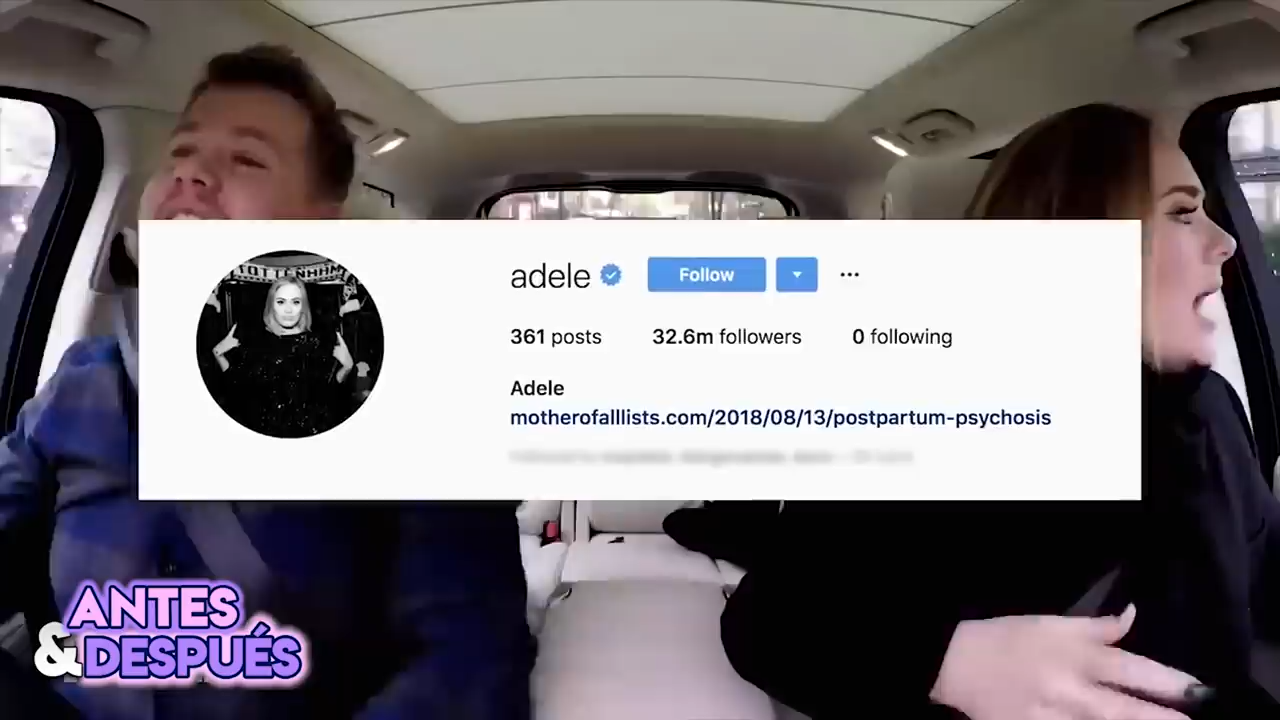 TOTTENHAM
adele Follow ...
361 posts 32.6m followers 0 following
Adele
motherofalllists.com/2018/08/13/postpartum-psychosis
ANTES
&DESPUÉS